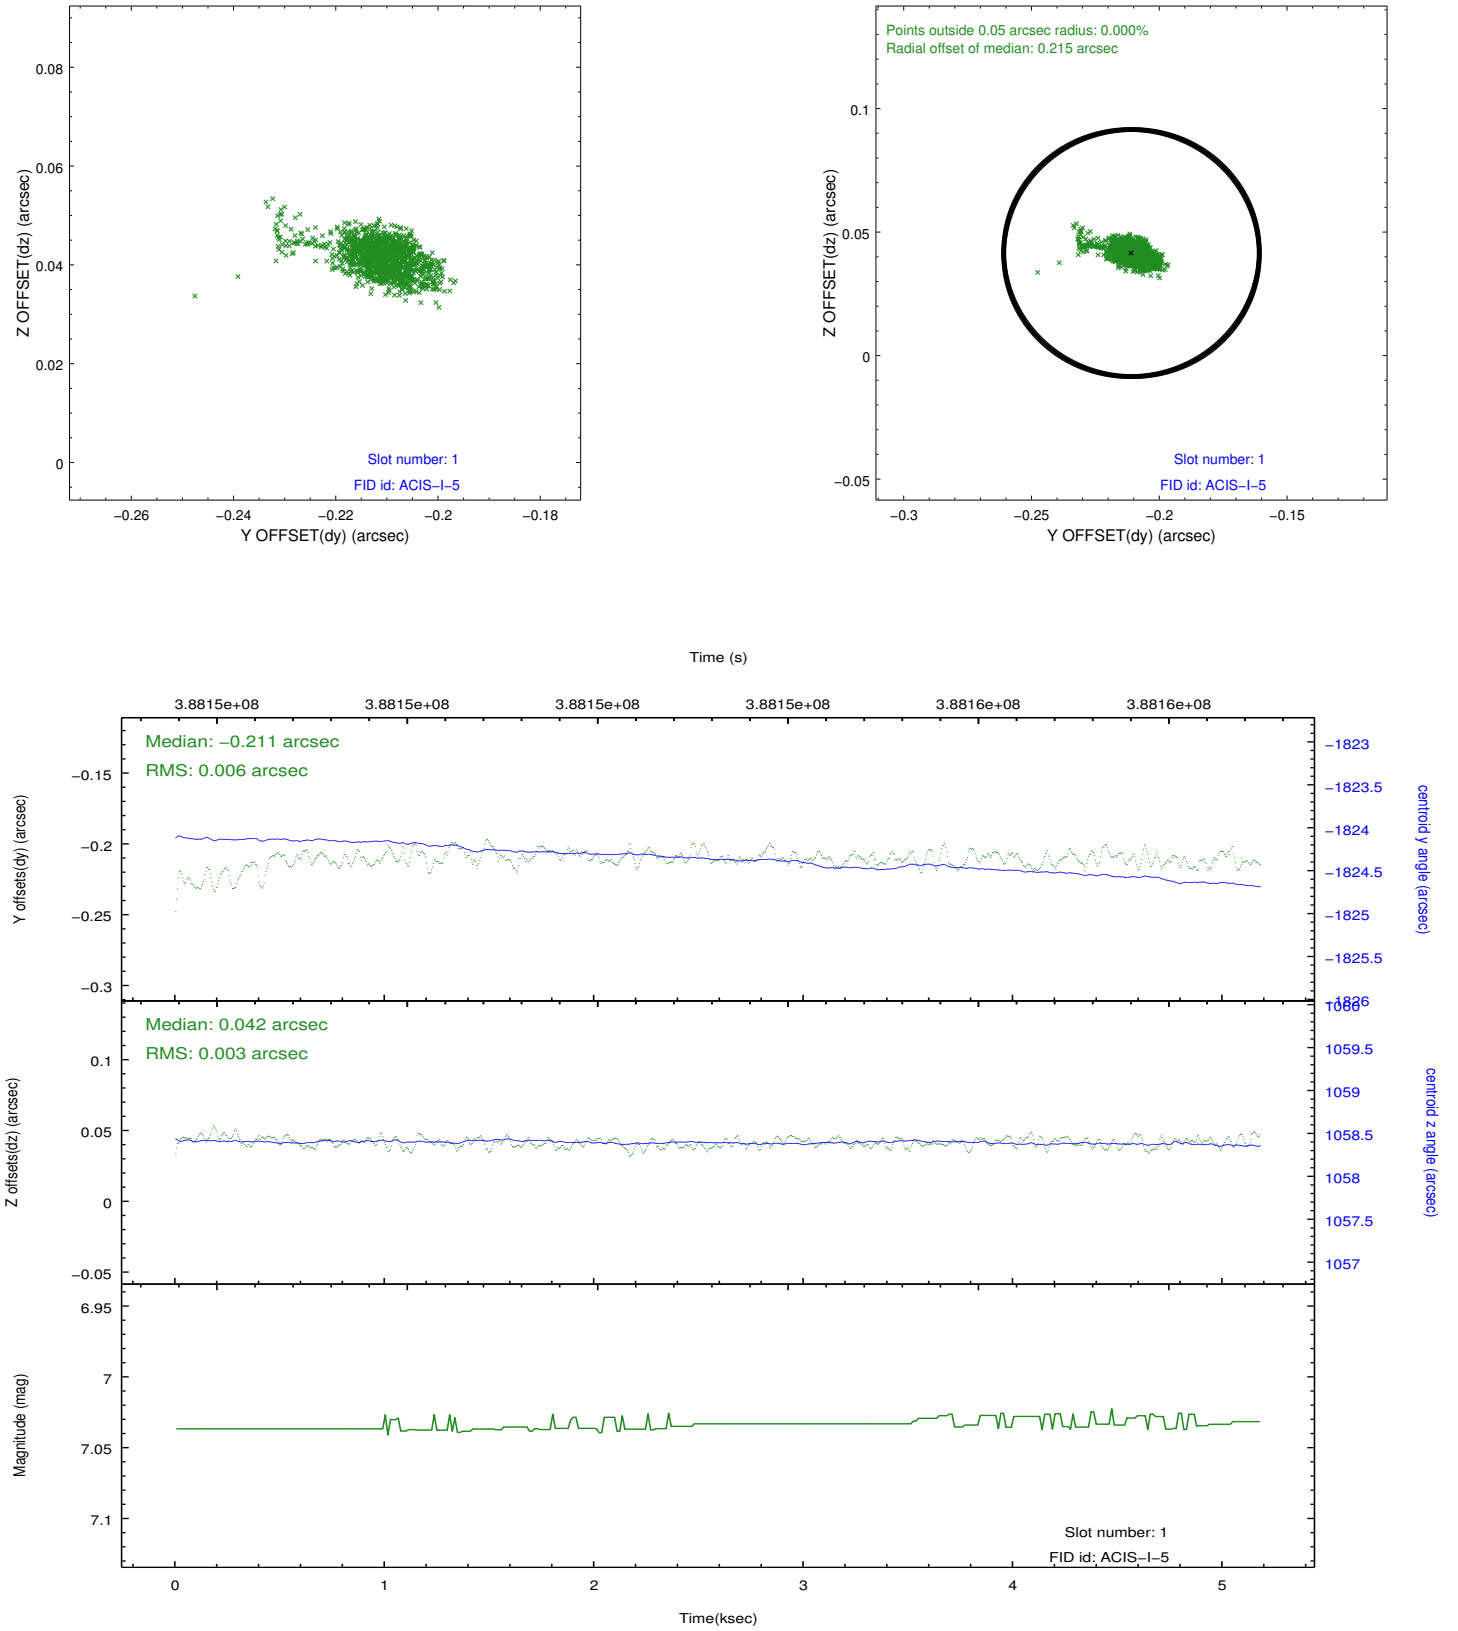 0.08
0.06
0.04
0.02
0
Z OFFSET(dz) (arcsec)
Slot number: 1
FID id: ACIS−I−5
−0.26
−0.24
−0.22
−0.2
−0.18
Y OFFSET(dy) (arcsec)
Points outside 0.05 arcsec radius: 0.000%
Radial offset of median: 0.215 arcsec
0.1
0.05
0
−0.05
Z OFFSET(dz) (arcsec)
Slot number: 1
FID id: ACIS−I−5
−0.3
−0.25
−0.2
−0.15
Y OFFSET(dy) (arcsec)
Time (s)
3.8815e+08
3.8815e+08
3.8815e+08
3.8815e+08
3.8816e+08
3.8816e+08
Median: −0.211 arcsec
RMS: 0.006 arcsec
−0.15
−0.2
−0.25
−0.3
Y offsets(dy) (arcsec)
−1823
−1823.5
−1824
−1824.5
−1825
−1825.5
−1826
centroid y angle (arcsec)
Median: 0.042 arcsec
RMS: 0.003 arcsec
0.1
0.05
0
−0.05
Z offsets(dz) (arcsec)
1060
1059.5
1059
1058.5
1058
1057.5
1057
centroid z angle (arcsec)
6.95
7
7.05
7.1
Magnitude (mag)
Slot number: 1
FID id: ACIS−I−5
0
1
2
3
4
5
Time(ksec)